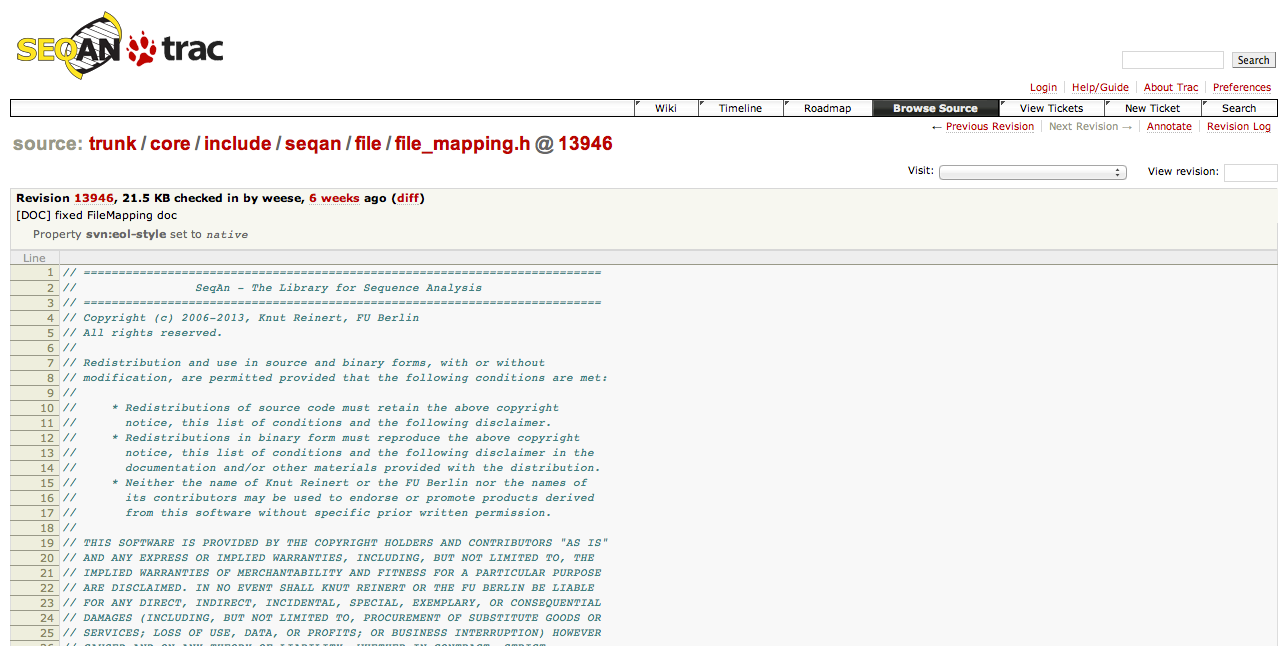 SEQAN trac
Search
Login Help/Guide About Trac Preferences
Wiki Timeline Roadmap Browse Source View Tickets New Ticket Search
← Previous Revision Next Revision → Annotate Revision Log
source: trunk / core / include / seqan / file / file_mapping.h @ 13946
Visit: View revision:
Revision 13946, 21.5 KB checked in by weese, 6 weeks ago (diff)
[DOC] fixed FileMapping doc
Property svn:eol-style set to native
Line
1 // ==========================================================================
2 // SeqAn - The Library for Sequence Analysis
3 // ==========================================================================
4 // Copyright (c) 2006-2013, Knut Reinert, FU Berlin
5 // All rights reserved.
6 //
7 // Redistribution and use in source and binary forms, with or without
8 // modification, are permitted provided that the following conditions are met:
9 //
10 // * Redistributions of source code must retain the above copyright
11 // notice, this list of conditions and the following disclaimer.
12 // * Redistributions in binary form must reproduce the above copyright
13 // notice, this list of conditions and the following disclaimer in the
14 // documentation and/or other materials provided with the distribution.
15 // * Neither the name of Knut Reinert or the FU Berlin nor the names of
16 // its contributors may be used to endorse or promote products derived
17 // from this software without specific prior written permission.
18 //
19 // THIS SOFTWARE IS PROVIDED BY THE COPYRIGHT HOLDERS AND CONTRIBUTORS "AS IS"
20 // AND ANY EXPRESS OR IMPLIED WARRANTIES, INCLUDING, BUT NOT LIMITED TO, THE
21 // IMPLIED WARRANTIES OF MERCHANTABILITY AND FITNESS FOR A PARTICULAR PURPOSE
22 // ARE DISCLAIMED. IN NO EVENT SHALL KNUT REINERT OR THE FU BERLIN BE LIABLE
23 // FOR ANY DIRECT, INDIRECT, INCIDENTAL, SPECIAL, EXEMPLARY, OR CONSEQUENTIAL
24 // DAMAGES (INCLUDING, BUT NOT LIMITED TO, PROCUREMENT OF SUBSTITUTE GOODS OR
25 // SERVICES; LOSS OF USE, DATA, OR PROFITS; OR BUSINESS INTERRUPTION) HOWEVER